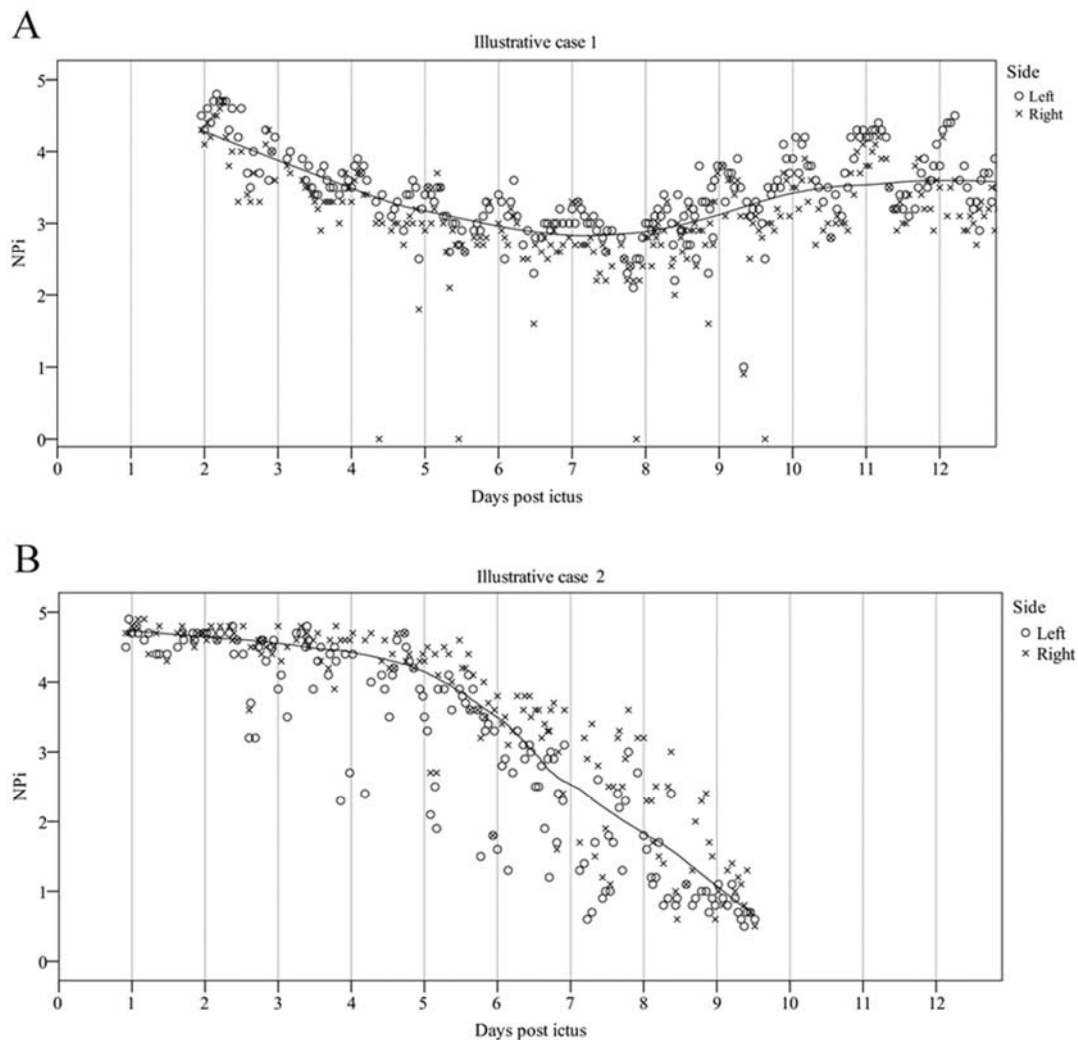 A
Illustrative case 1
Side
Left
Right
5
4
3
2
1
0
NPi
0 1 2 3 4 5 6 7 8 9 10 11 12
Days post ictus
B
Illustrative case 2
Side
Left
Right
5
4
3
2
1
0
NPi
0 1 2 3 4 5 6 7 8 9 10 11 12
Days post ictus